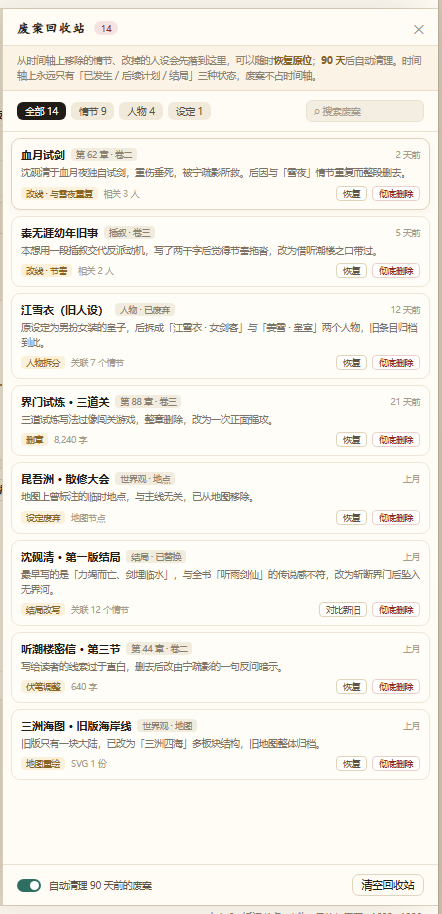 废案回收站 14
从时间轴上移除的情节、改掉的人设会先落到这里，可以随时恢复原位；90 天后自动清理。时间
轴上永远只有「已发生 / 后续计划 / 结局」三种状态，废案不占时间轴。
全部 14 情节 9 人物 4 设定 1 搜索废案
血月试剑 第 62 章 · 卷二 2 天前
沈砚清于血月夜独自试剑，重伤垂死，被宁疏影所救。后因与「雪夜」情节重复而整段删去。
改线 · 与雪夜重复 相关 3 人 恢复 彻底删除
毒无涯幼年旧事 插叙 · 卷三 5 天前
本想用一段插叙交代反派动机，写了两千字后觉得节奏拖沓，改为借听潮楼之口带过。
改线 · 节奏 相关 2 人 恢复 彻底删除
江雪衣（旧人设） 人物 · 已废弃 12 天前
原设定为男扮女装的皇子，后拆成「江雪衣 · 女剑客」与「姜雪 · 皇室」两个人物，旧条目归档
到此。
人物拆分 关联 7 个情节 恢复 彻底删除
界门试炼 · 三道关 第 88 章 · 卷三 21 天前
三道试炼写法过像闯关游戏，整章删除，改为一次正面强攻。
删章 8,240 字 恢复 彻底删除
昆吾洲 · 散修大会 世界观 · 地点 上月
地图上曾标注的临时地点，与主线无关，已从地图移除。
设定废弃 地图节点 恢复 彻底删除
沈砚清 · 第一版结局 结局 · 已替换 上月
最早写的是「力竭而亡、剑埋临水」，与全书「听雨剑仙」的传说感不符，改为斩断界门后坠入
无界河。
结局改写 关联 12 个情节 对比新旧 彻底删除
听潮楼密信 · 第三节 第 44 章 · 卷二 上月
写给读者的线索过于直白，删去后改由宁疏影的一句反问暗示。
伏笔调整 640 字 恢复 彻底删除
三洲海图 · 旧版海岸线 世界观 · 地图 上月
旧版只有一块大陆，已改为「三洲四海」多板块结构，旧地图整体归档。
地图重绘 SVG 1 份 恢复 彻底删除
自动清理 90 天前的废案 清空回收站